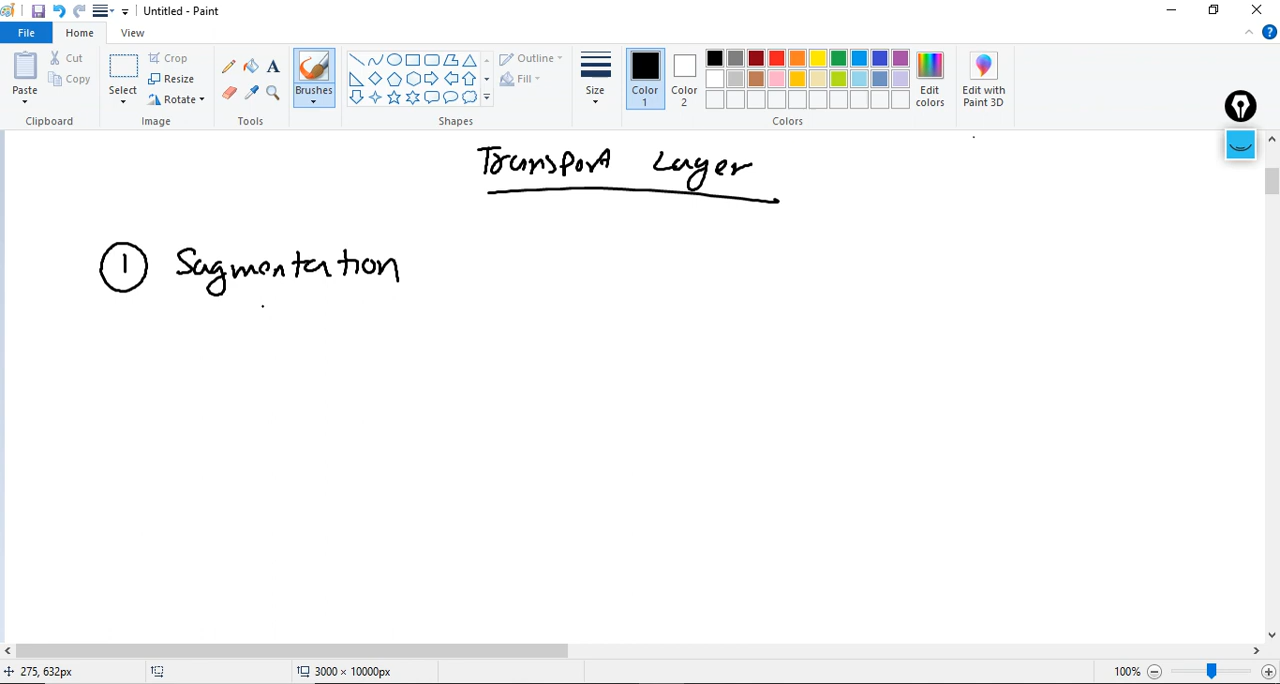 Untitled - Paint
File Home View
Paste
Cut
Copy
Clipboard
Select
Crop
Resize
Rotate
Image
A
Tools
Brushes
Outline
Fill
Shapes
Size
Color 1
Color 2
Edit colors
Colors
Edit with Paint 3D
Transport Layer
1 Sagmentation
275, 632px
3000 × 10000px
100%